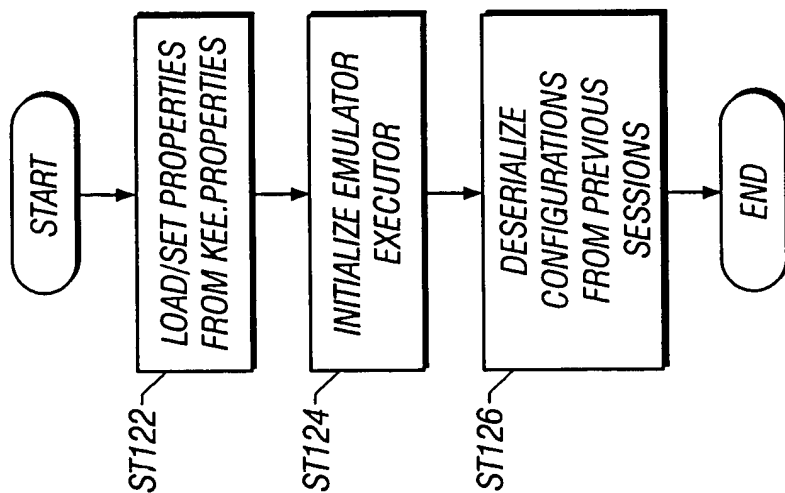 START
ST122
LOAD/SET PROPERTIES
FROM KEE.PROPERTIES
ST124
INITIALIZE EMULATOR
EXECUTOR
ST126
DESERIALIZE
CONFIGURATIONS
FROM PREVIOUS
SESSIONS
END